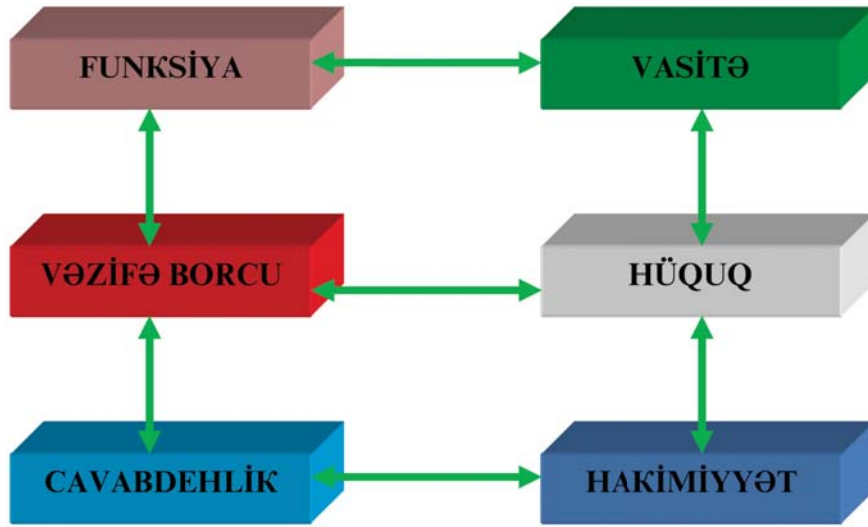 FUNKSİYA
VASİTƏ
VƏZİFƏ BORCU
HÜQUQ
CAVABDEHLİK
HAKİMİYYƏT